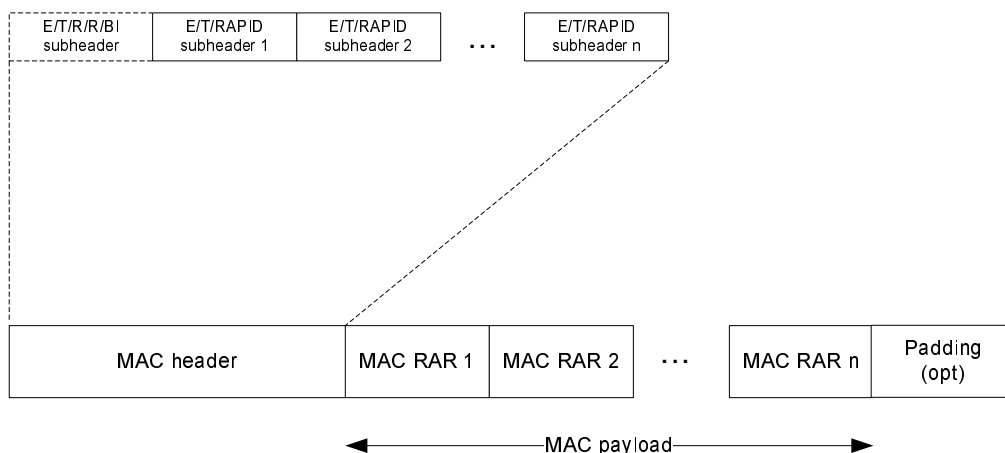 E/T/R/R/BI
subheader
E/T/RAPID
subheader 1
E/T/RAPID
subheader 2
...
E/T/RAPID
subheader n
MAC header
MAC RAR 1
MAC RAR 2
...
MAC RAR n
Padding
(opt)
MAC payload